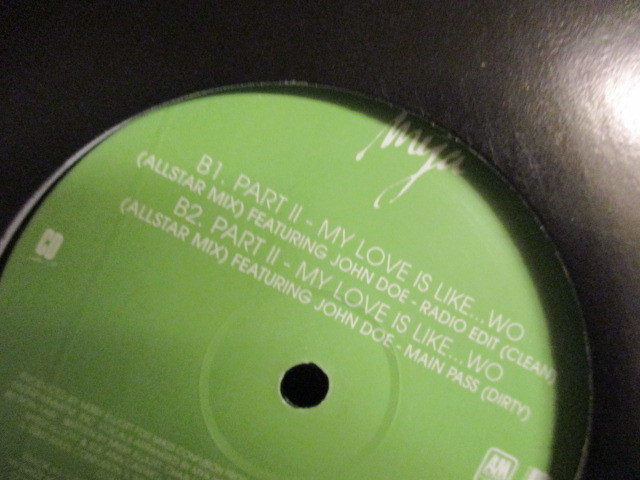 Mya
B1. PART II - MY LOVE IS LIKE...WO
(ALLSTAR MIX) FEATURING JOHN DOE - RADIO EDIT (CLEAN)
B2. PART II - MY LOVE IS LIKE...WO
(ALLSTAR MIX) FEATURING JOHN DOE - MAIN PASS (DIRTY)
AM